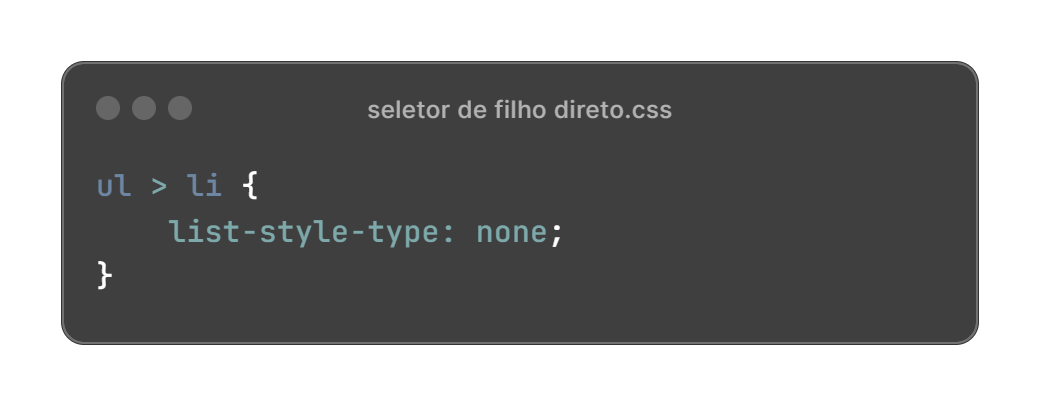 seletor de filho direto.css
ul > li {
    list-style-type: none;
}